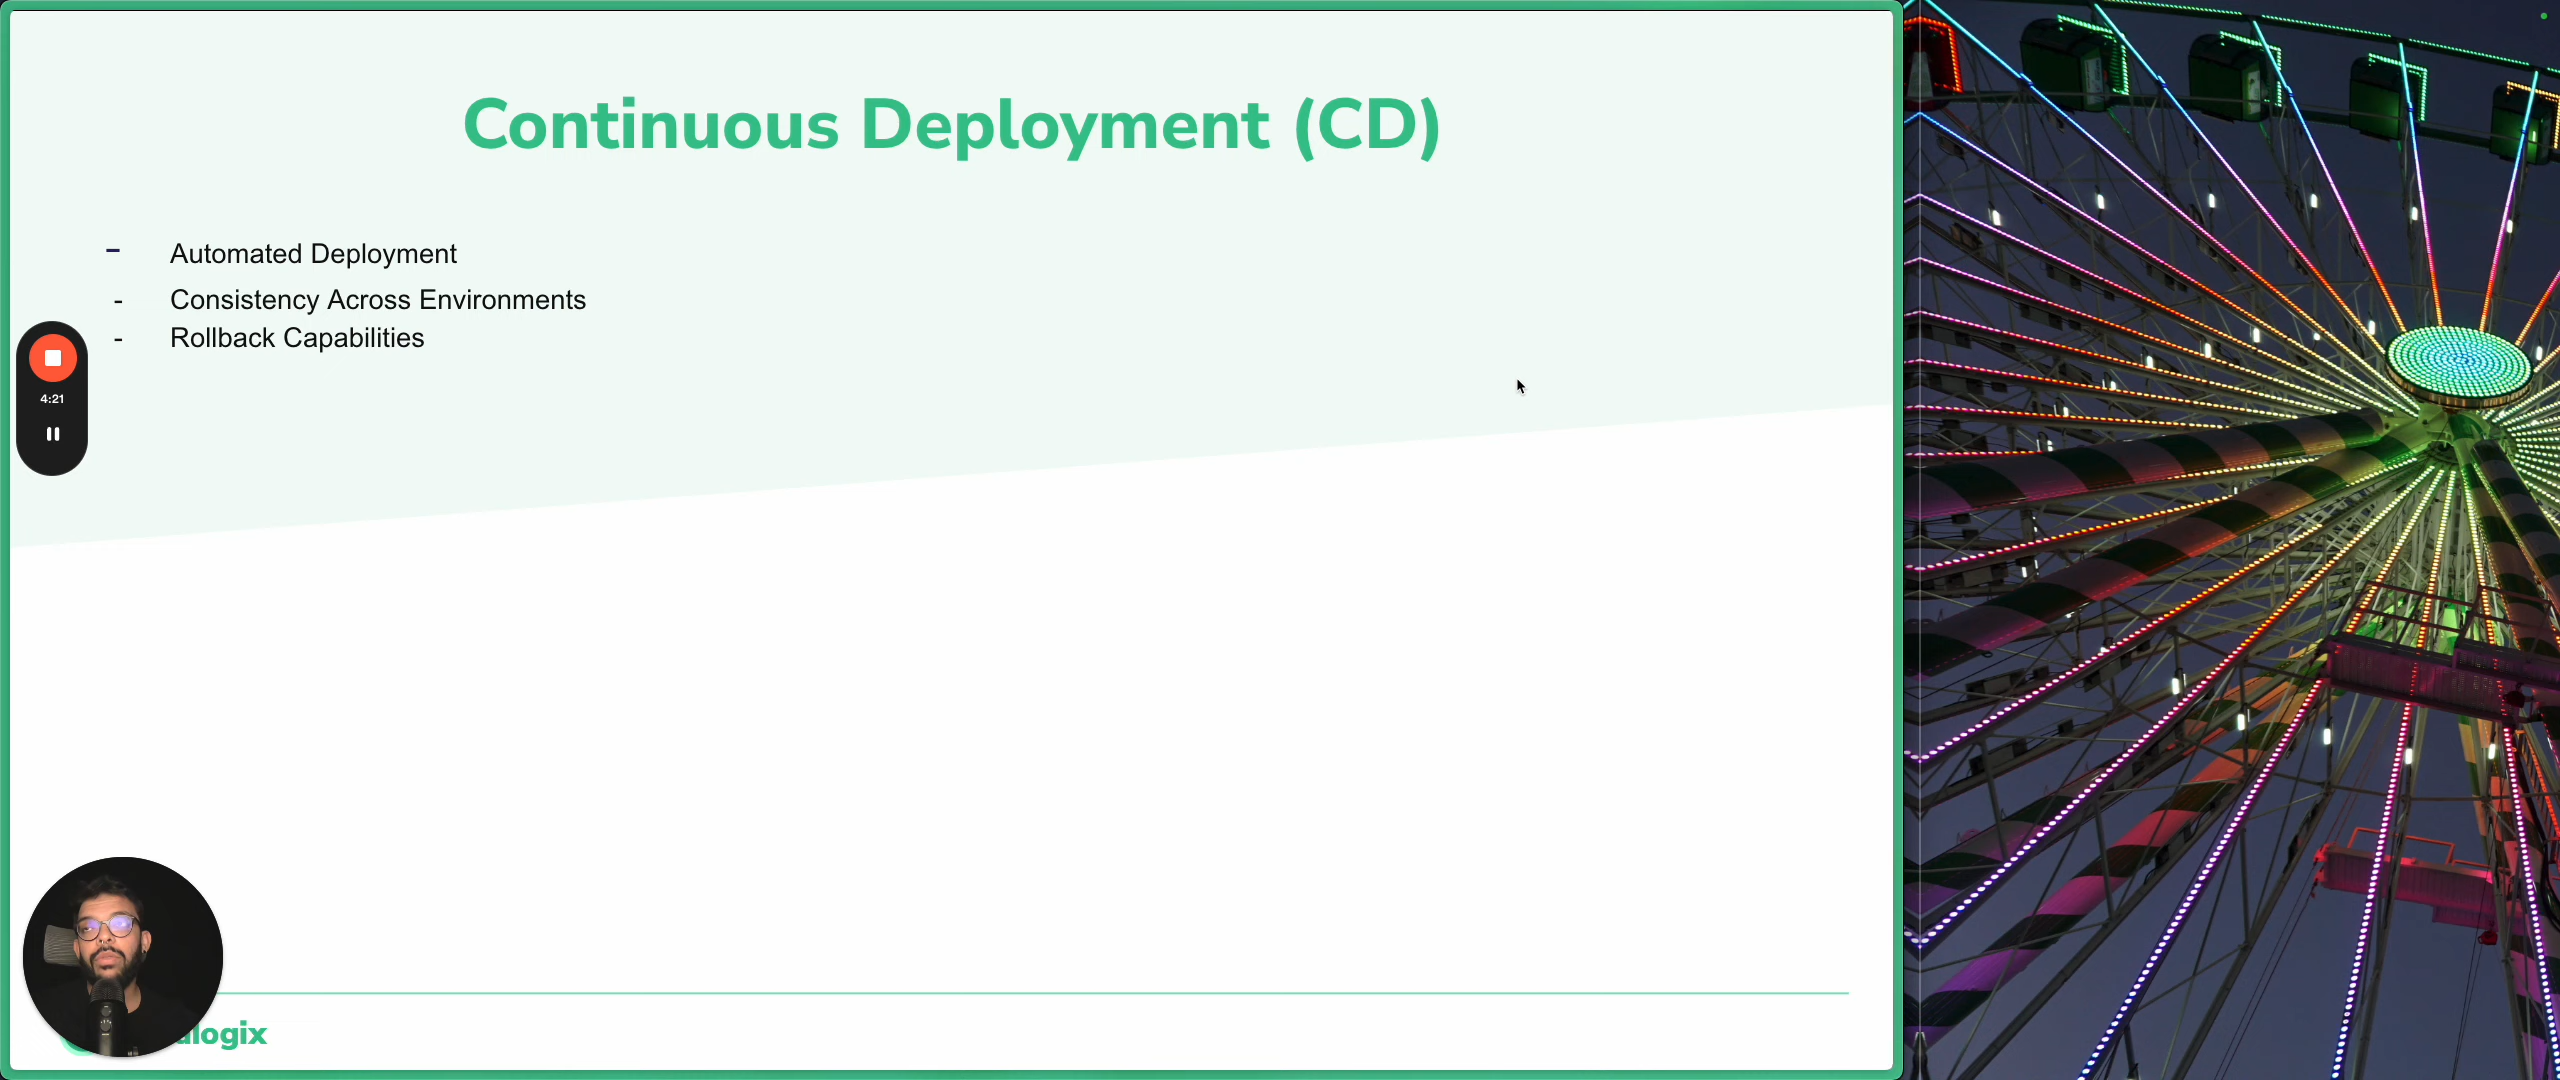 Continuous Deployment (CD)
- Automated Deployment
- Consistency Across Environments
- Rollback Capabilities
4:21
logix